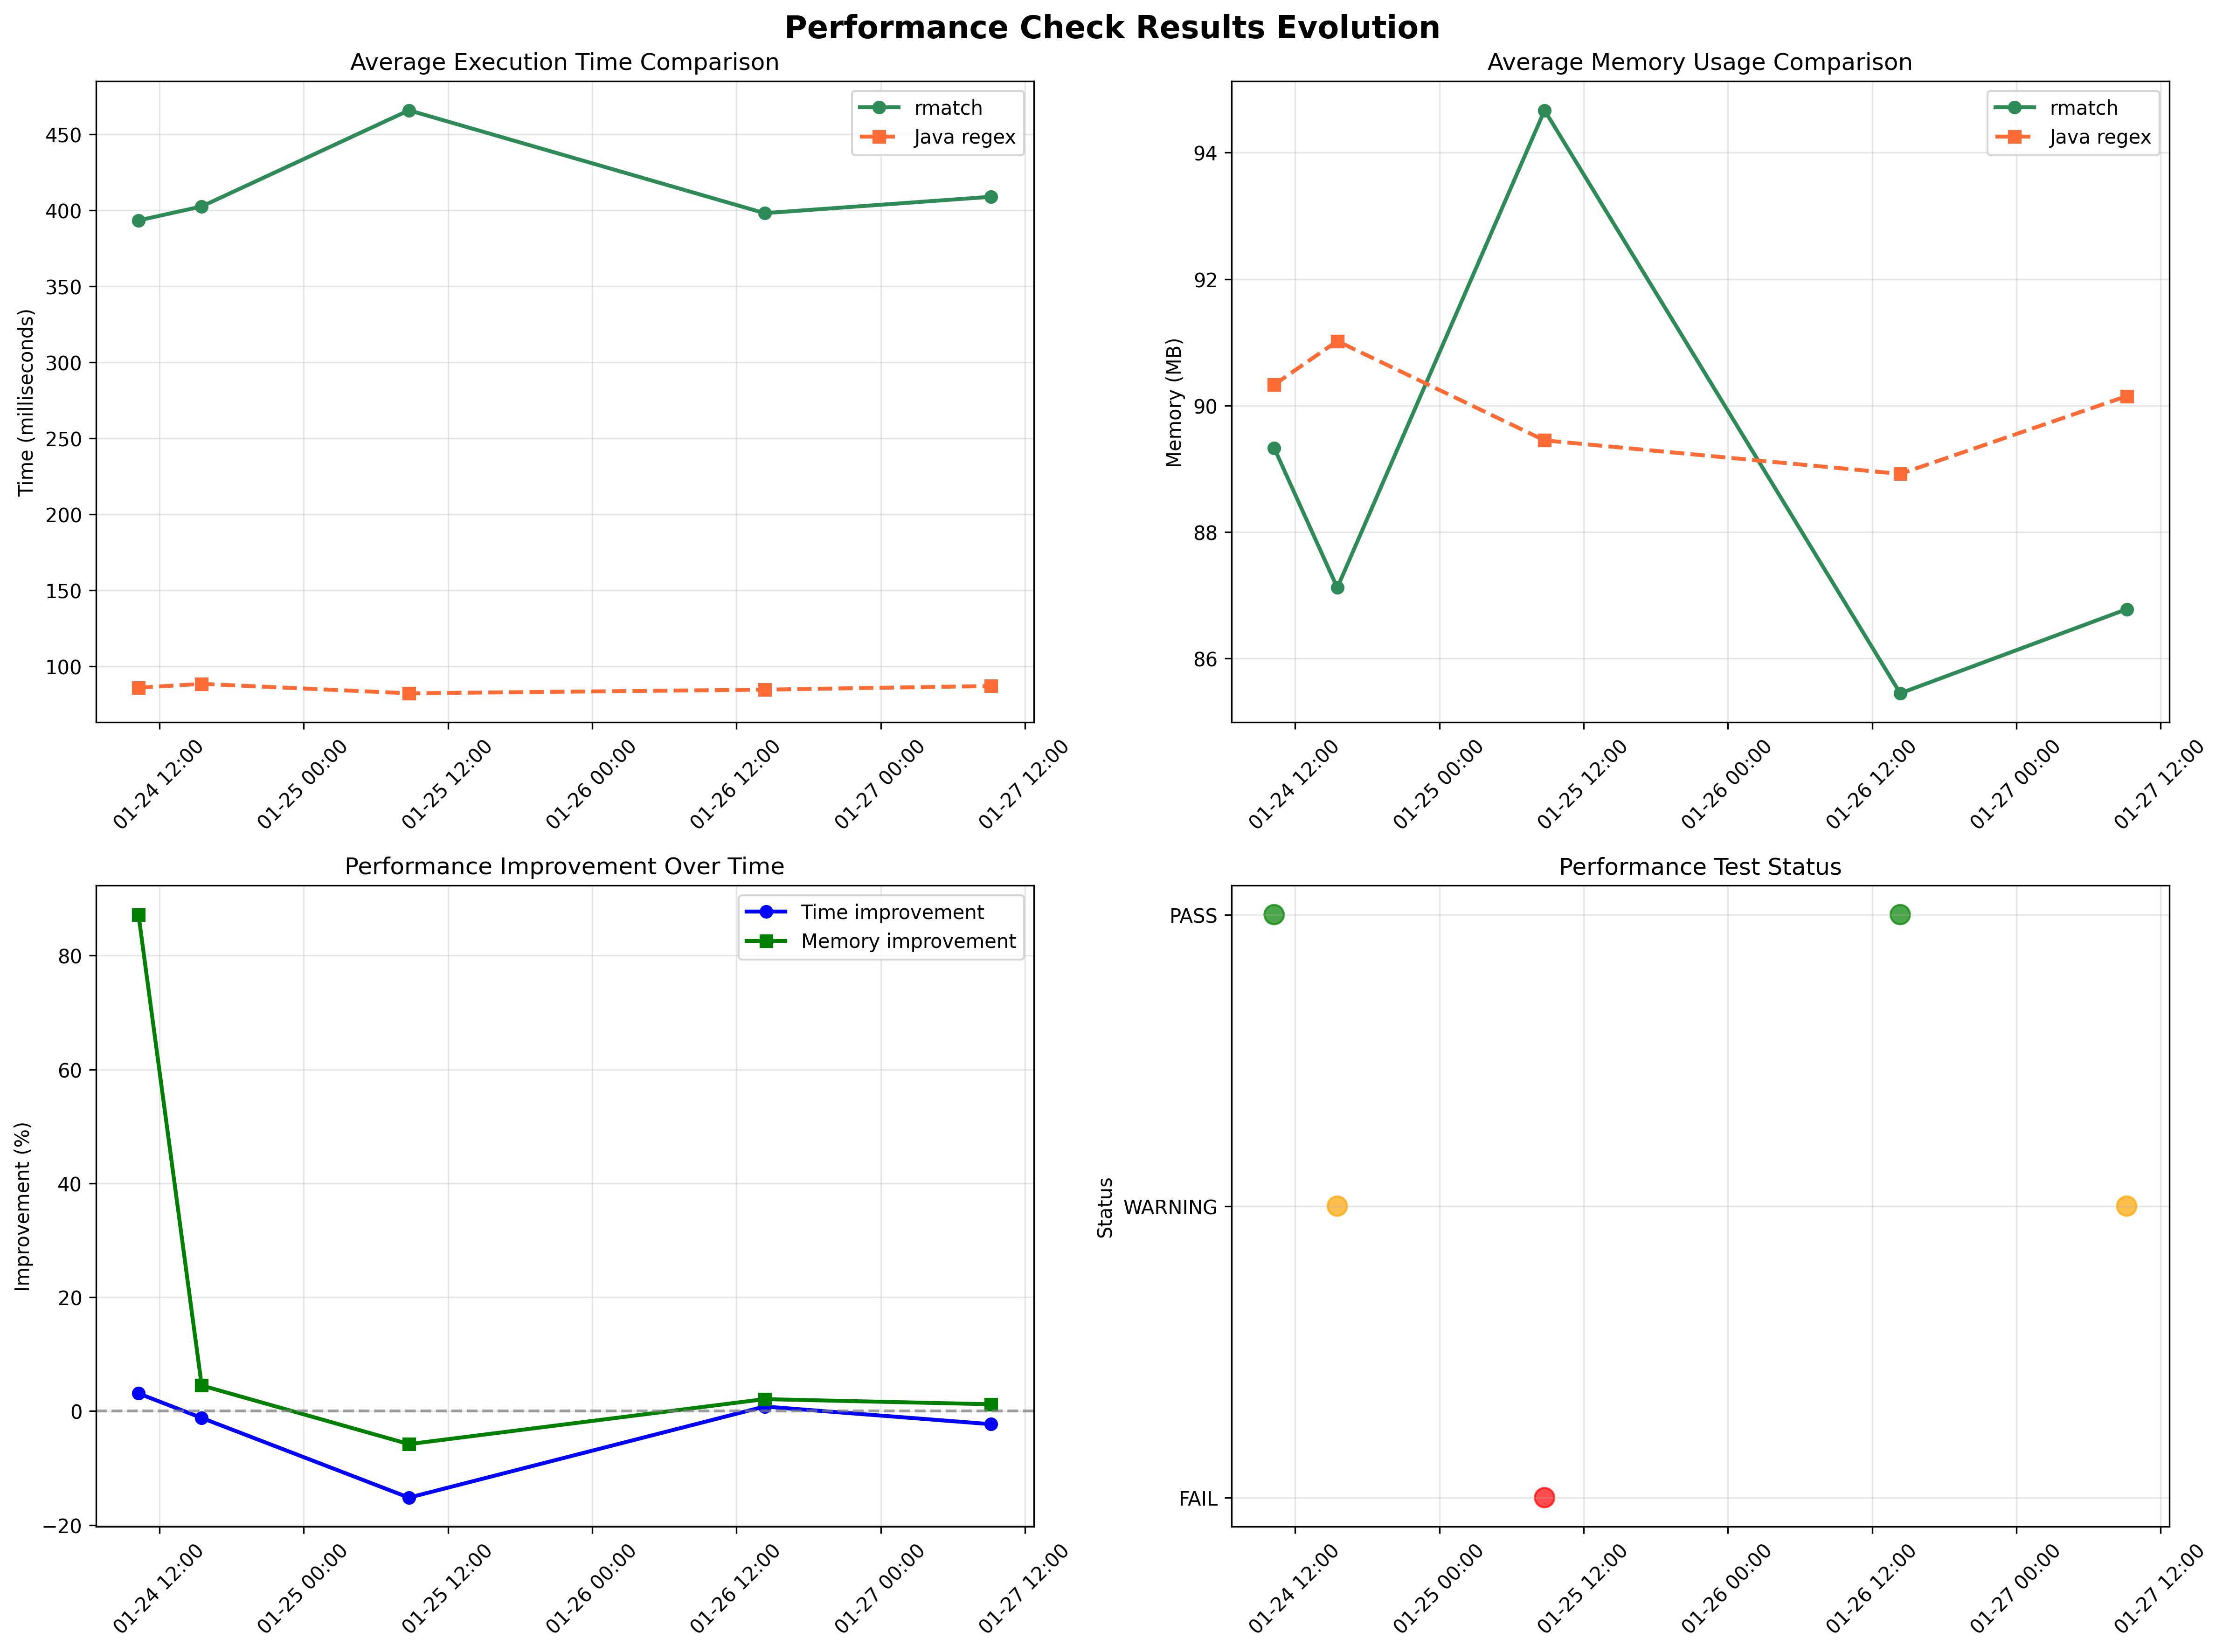 Performance Check Results Evolution
Average Execution Time Comparison
Time (milliseconds)
450
400
350
300
250
200
150
100
rmatch
Java regex
01-24 12:00
01-25 00:00
01-25 12:00
01-26 00:00
01-26 12:00
01-27 00:00
01-27 12:00
Average Memory Usage Comparison
Memory (MB)
94
92
90
88
86
rmatch
Java regex
01-24 12:00
01-25 00:00
01-25 12:00
01-26 00:00
01-26 12:00
01-27 00:00
01-27 12:00
Performance Improvement Over Time
Improvement (%)
80
60
40
20
0
−20
Time improvement
Memory improvement
01-24 12:00
01-25 00:00
01-25 12:00
01-26 00:00
01-26 12:00
01-27 00:00
01-27 12:00
Performance Test Status
Status
PASS
WARNING
FAIL
01-24 12:00
01-25 00:00
01-25 12:00
01-26 00:00
01-26 12:00
01-27 00:00
01-27 12:00